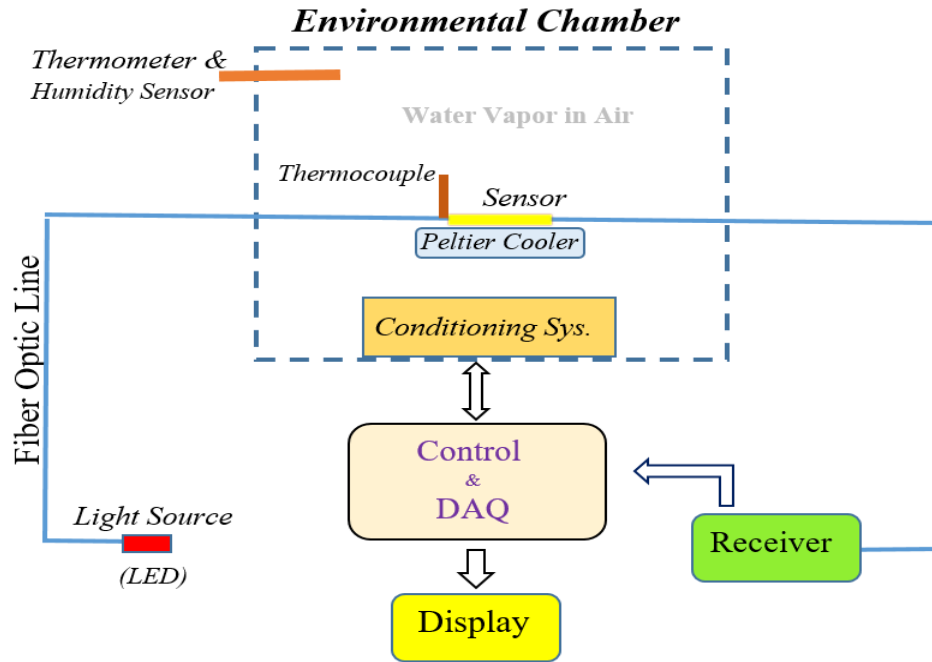 Environmental Chamber
Thermometer &
Humidity Sensor
Water Vapor in Air
Thermocouple
Sensor
Peltier Cooler
Conditioning Sys.
Fiber Optic Line
Control
&
DAQ
Light Source
(LED)
Receiver
Display